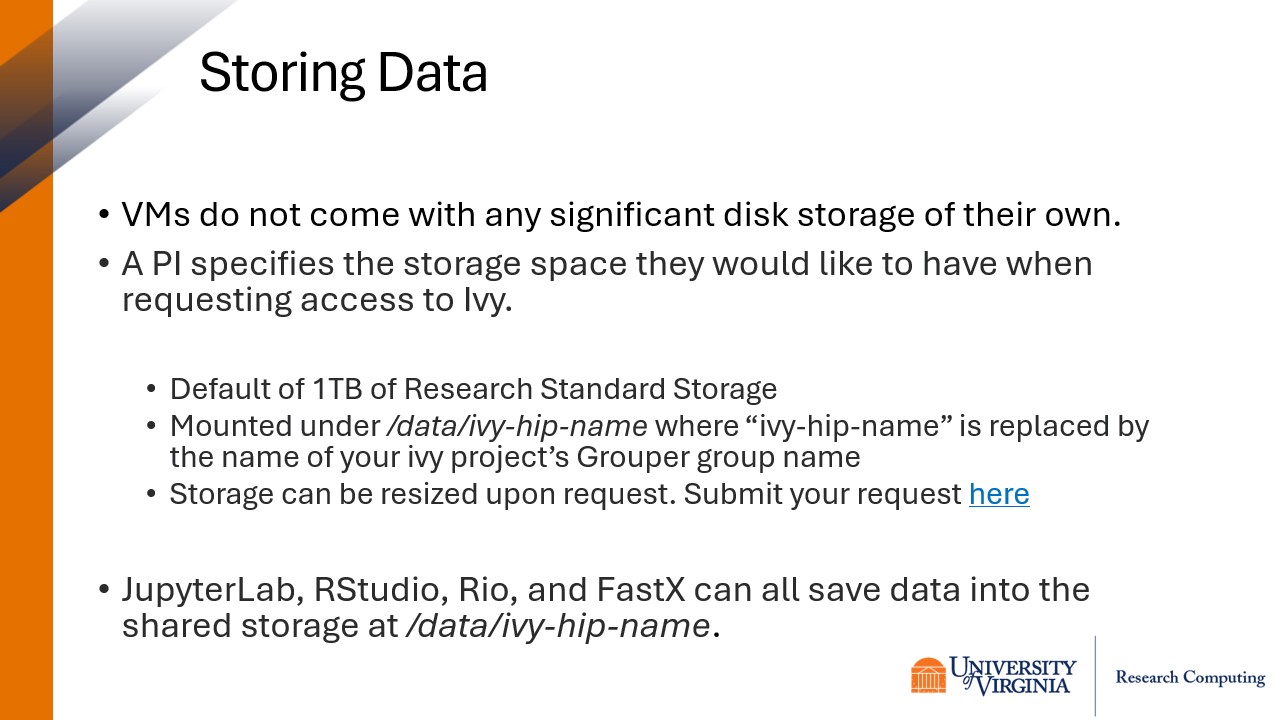 Storing Data
• VMs do not come with any significant disk storage of their own.
• A PI specifies the storage space they would like to have when
requesting access to Ivy.
• Default of 1TB of Research Standard Storage
• Mounted under /data/ivy-hip-name where “ivy-hip-name” is replaced by
the name of your ivy project’s Grouper group name
• Storage can be resized upon request. Submit your request here
• JupyterLab, RStudio, Rio, and FastX can all save data into the
shared storage at /data/ivy-hip-name.
UNIVERSITY
of VIRGINIA
Research Computing